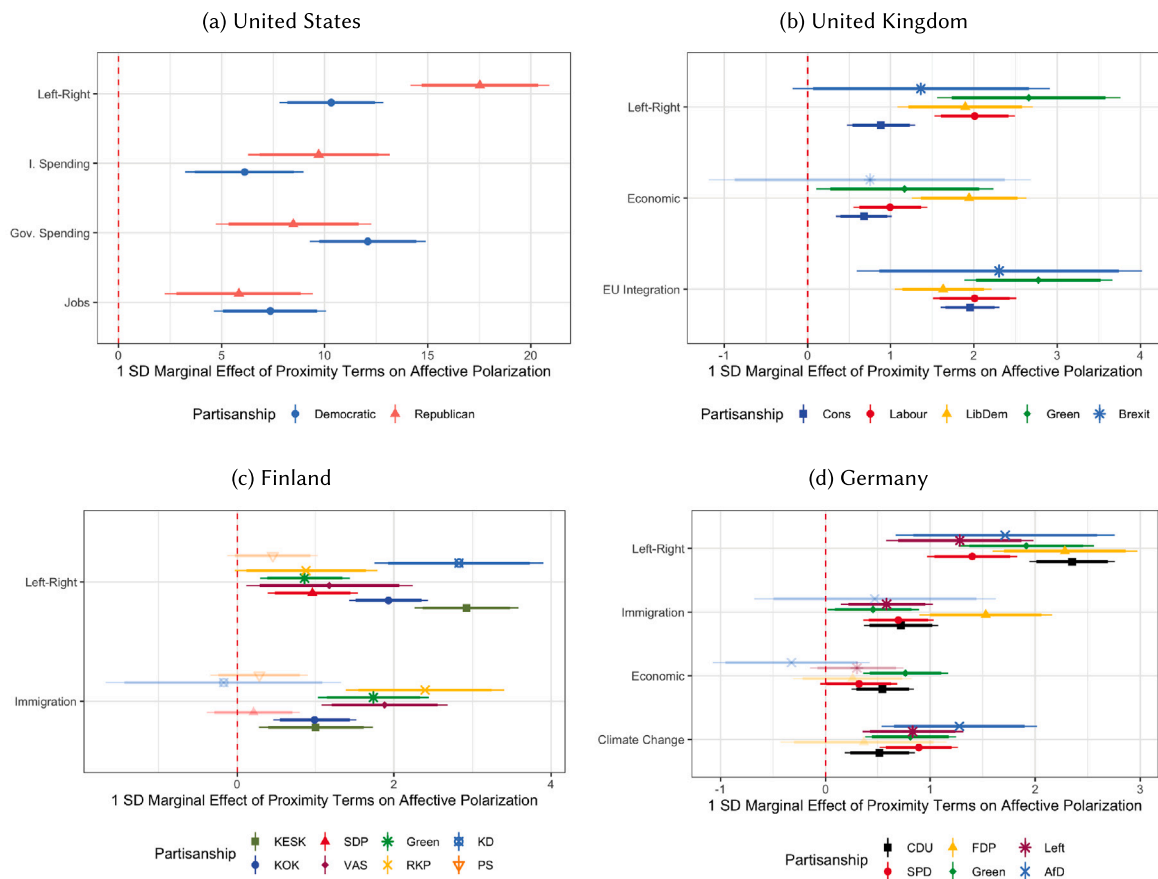 (a) United States
Left-Right
I. Spending
Gov. Spending
Jobs
0 5 10 15 20
1 SD Marginal Effect of Proximity Terms on Affective Polarization
Partisanship Democratic Republican
(b) United Kingdom
Left-Right
Economic
EU Integration
-1 0 1 2 3 4
1 SD Marginal Effect of Proximity Terms on Affective Polarization
Partisanship Cons Labour LibDem Green Brexit
(c) Finland
Left-Right
Immigration
0 2 4
1 SD Marginal Effect of Proximity Terms on Affective Polarization
Partisanship
KESK SDP Green KD
KOK VAS RKP PS
(d) Germany
Left-Right
Immigration
Economic
Climate Change
-1 0 1 2 3
1 SD Marginal Effect of Proximity Terms on Affective Polarization
Partisanship
CDU FDP Left
SPD Green AfD